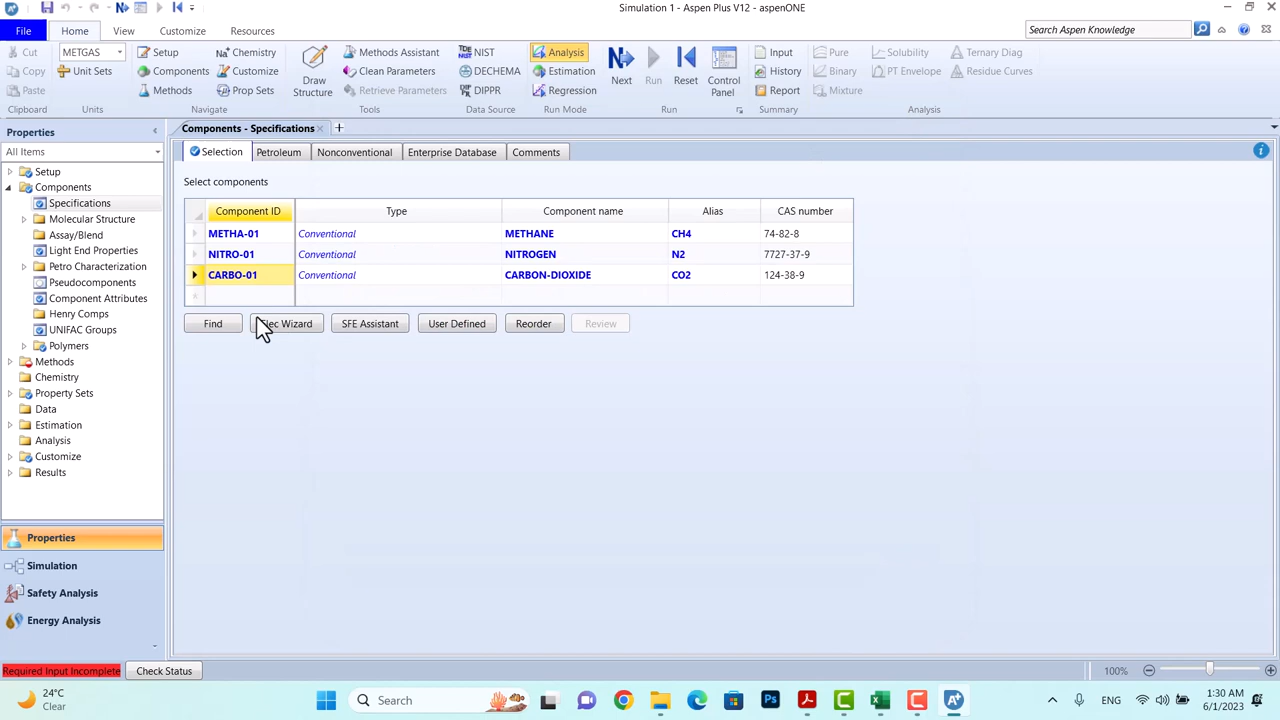 Simulation 1 - Aspen Plus V12 - aspenONE
File
Home
View
Customize
Resources
Search Aspen Knowledge
Cut
Copy
Paste
Clipboard
METGAS
Unit Sets
Units
Setup
Components
Methods
Chemistry
Customize
Prop Sets
Navigate
Draw
Structure
Methods Assistant
Clean Parameters
Retrieve Parameters
Tools
NIST
DECHEMA
DIPPR
Data Source
Analysis
Estimation
Regression
Run Mode
Next
Run
Reset
Control
Panel
Run
Input
History
Report
Summary
Pure
Binary
Mixture
Solubility
PT Envelope
Ternary Diag
Residue Curves
Analysis
Properties
All Items
Setup
Components
Specifications
Molecular Structure
Assay/Blend
Light End Properties
Petro Characterization
Pseudocomponents
Component Attributes
Henry Comps
UNIFAC Groups
Polymers
Methods
Chemistry
Property Sets
Data
Estimation
Analysis
Customize
Results
Properties
Simulation
Safety Analysis
Energy Analysis
Components - Specifications
Selection
Petroleum
Nonconventional
Enterprise Database
Comments
Select components
Component ID Type Component name Alias CAS number
METHA-01 Conventional METHANE CH4 74-82-8
NITRO-01 Conventional NITROGEN N2 7727-37-9
CARBO-01 Conventional CARBON-DIOXIDE CO2 124-38-9
Find
Wizard
SFE Assistant
User Defined
Reorder
Review
Required Input Incomplete
Check Status
100%
24°C
Clear
Search
Ps
ENG
1:30 AM
6/1/2023